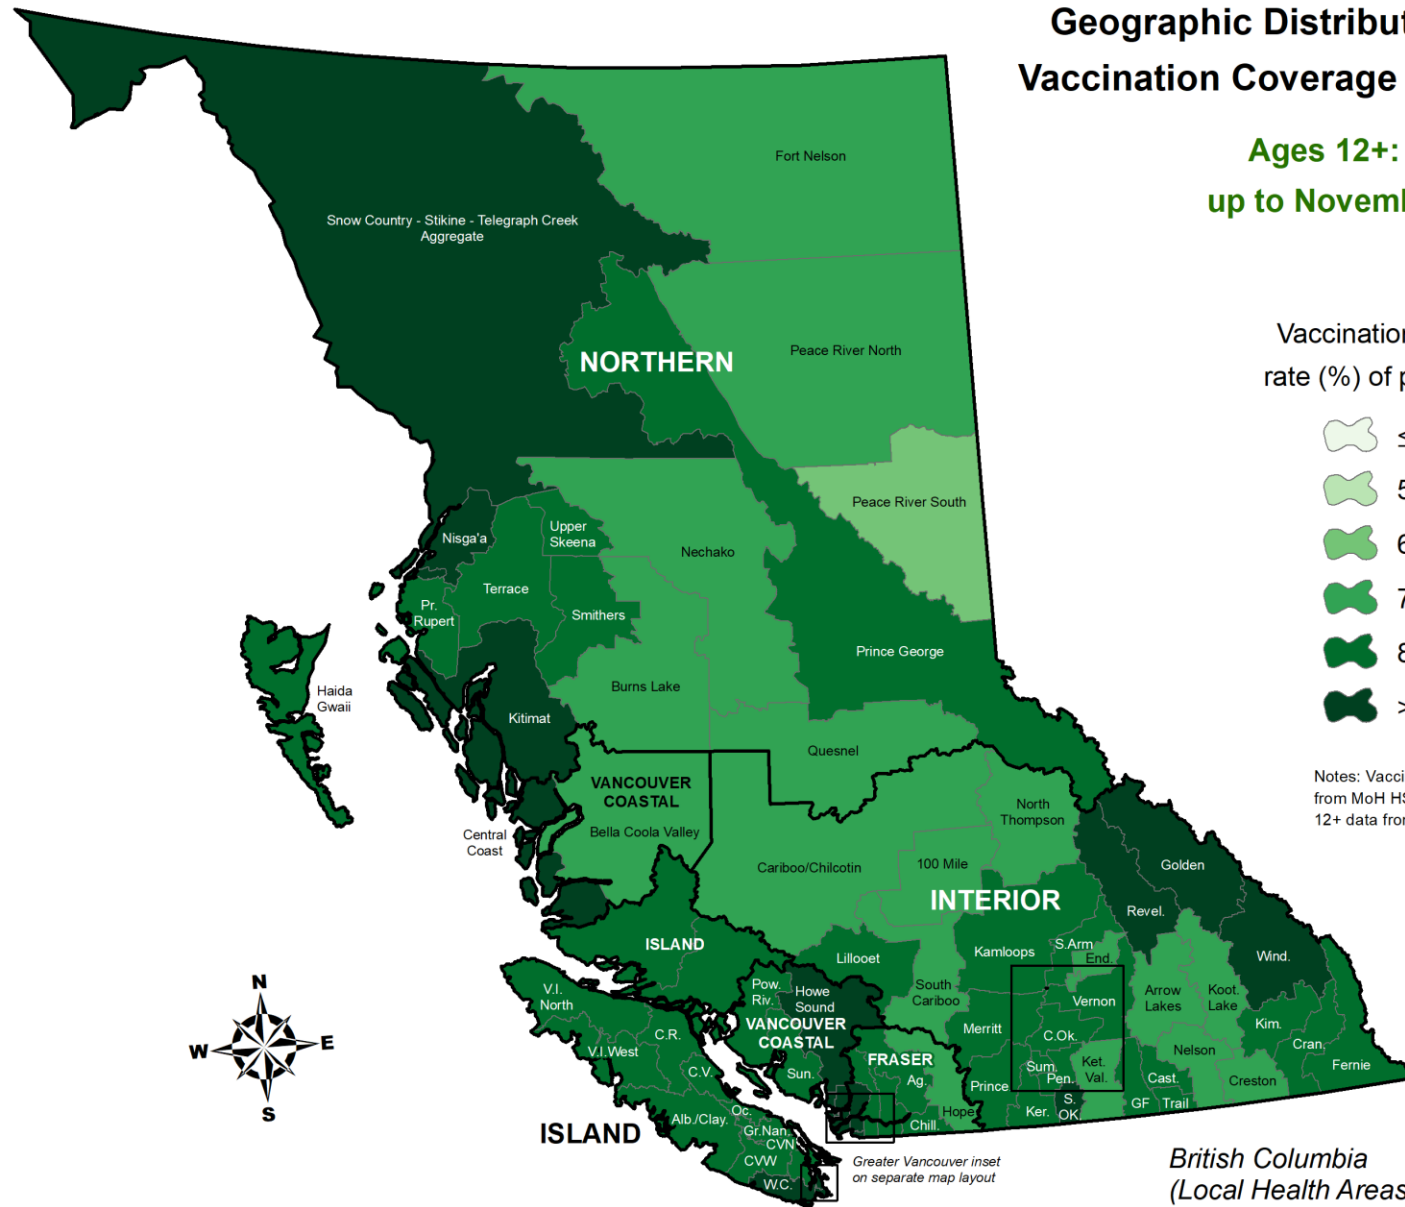 Geographic Distribut
Vaccination Coverage
Ages 12+:
up to Novemb
Vaccination
rate (%) of p
≤
5
6
7
8
>
Notes: Vacci
from MoH HS
12+ data from
Fort Nelson
Snow Country - Stikine - Telegraph Creek
Aggregate
NORTHERN
Peace River North
Peace River South
Nisga'a
Upper
Skeena
Nechako
Terrace
Pr.
Rupert
Smithers
Prince George
Haida
Gwaii
Burns Lake
Kitimat
Quesnel
VANCOUVER
COASTAL
Bella Coola Valley
Central
Coast
North
Thompson
Cariboo/Chilcotin
100 Mile
Golden
INTERIOR
Revel.
ISLAND
Lillooet
Kamloops
S.Arm
End.
Wind.
V.I.
North
Pow.
Riv.
Howe
Sound
South
Cariboo
Vernon
Arrow
Lakes
Koot.
Lake
VANCOUVER
COASTAL
Merritt
C.Ok.
Kim.
Cran.
Fernie
C.R.
V.I.West
C.V.
Sun.
FRASER
Ag.
Prince
Sum.
Pen.
Ket.
Val.
Nelson
Cast.
Creston
Hope
Chill.
Ker.
S.
OK.
GF
Trail
Alb./Clay.
Oc.
Gr.Nan.
CVN
CVW
W.C.
ISLAND
N
W
E
S
Greater Vancouver inset
on separate map layout
British Columbia
(Local Health Areas